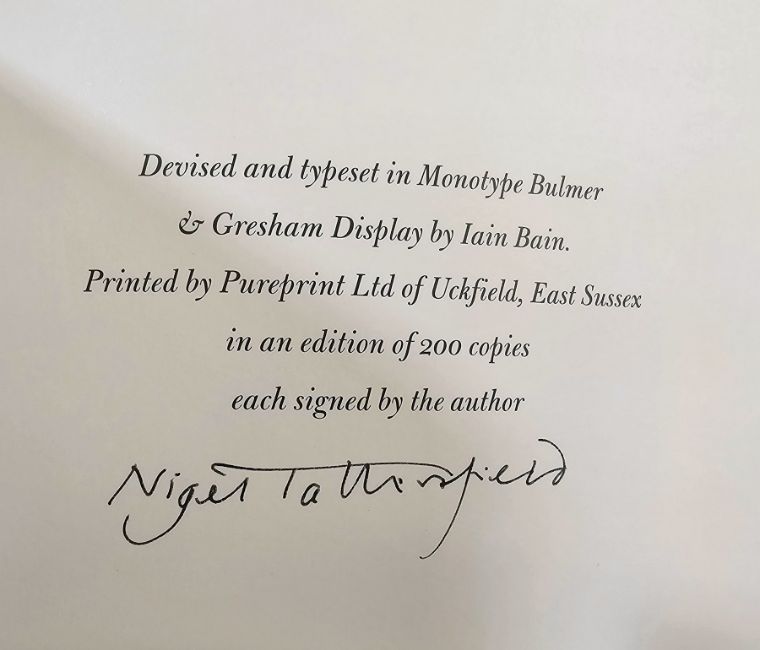 Devised and typeset in Monotype Bulmer
& Gresham Display by Iain Bain.
Printed by Pureprint Ltd of Uckfield, East Sussex
in an edition of 200 copies
each signed by the author
Nigel Tattersfield